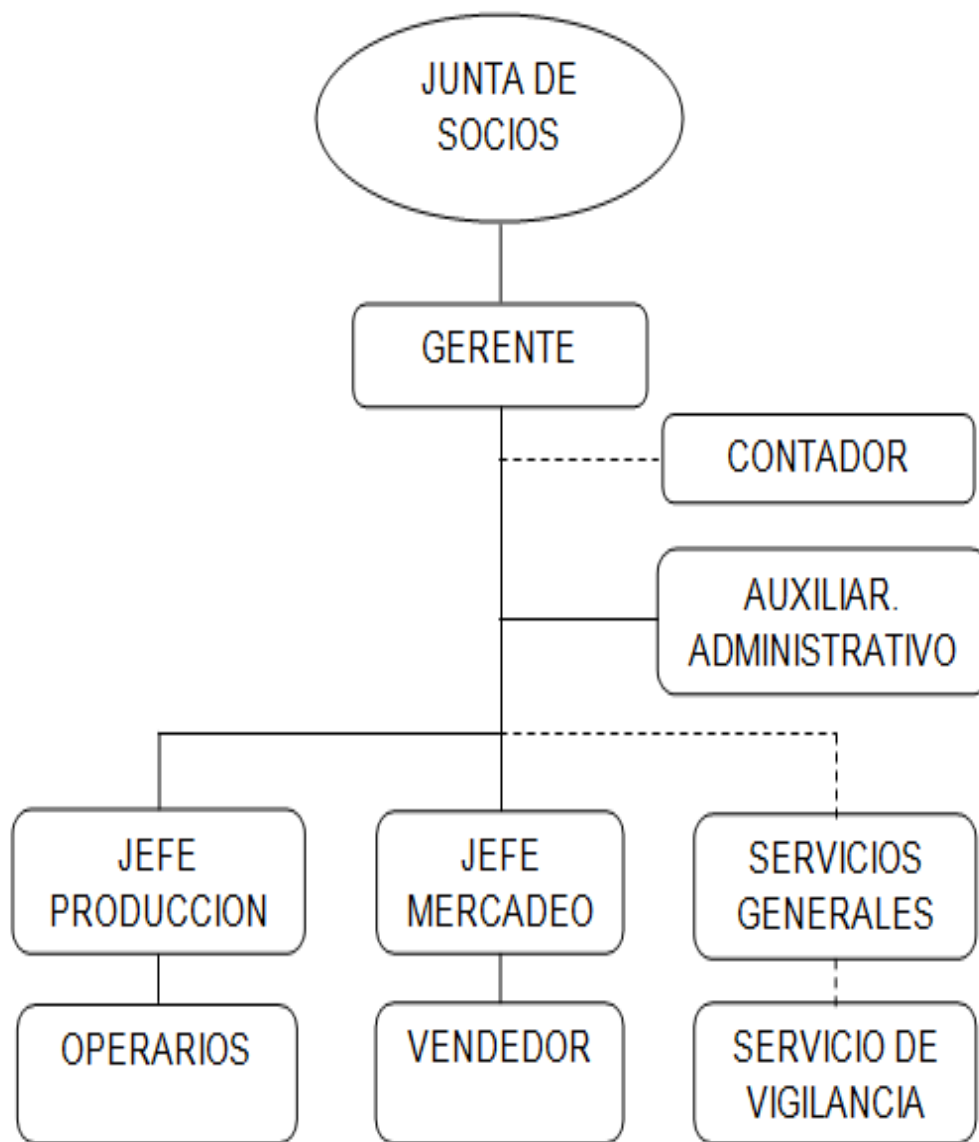 JUNTA DE
SOCIOS
GERENTE
CONTADOR
AUXILIAR.
ADMINISTRATIVO
JEFE
PRODUCCION
JEFE
MERCADEO
SERVICIOS
GENERALES
OPERARIOS
VENDEDOR
SERVICIO DE
VIGILANCIA